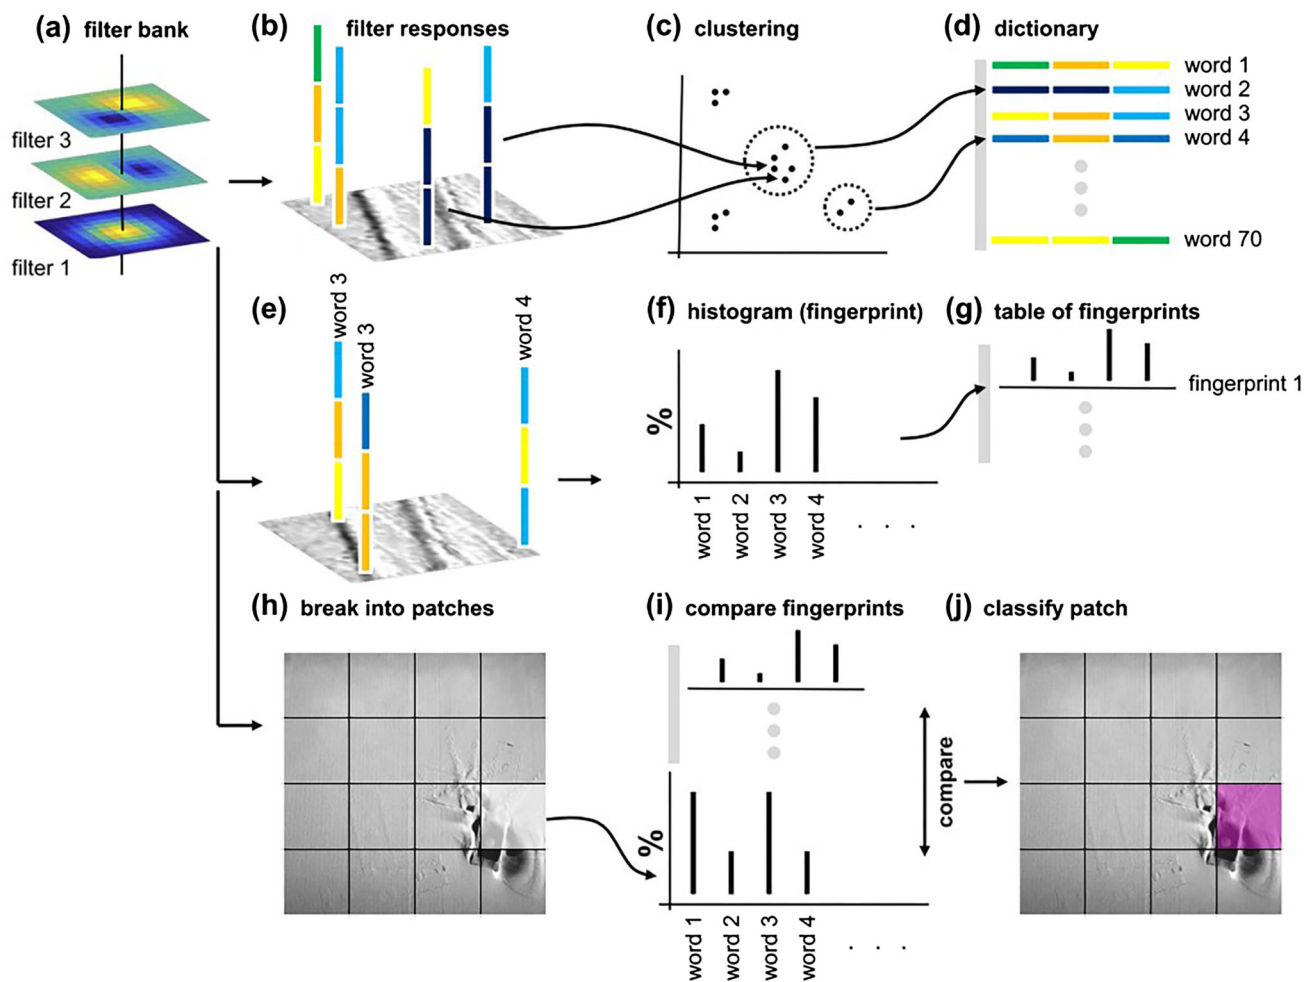 (a) filter bank
filter 3
filter 2
filter 1
(b) filter responses
(c) clustering
(d) dictionary
word 1
word 2
word 3
word 4
word 70
(e)
word 3
word 3
word 4
(f) histogram (fingerprint)
%
word 1
word 2
word 3
word 4
. . .
(g) table of fingerprints
fingerprint 1
(h) break into patches
(i) compare fingerprints
compare
%
word 1
word 2
word 3
word 4
. . .
(j) classify patch